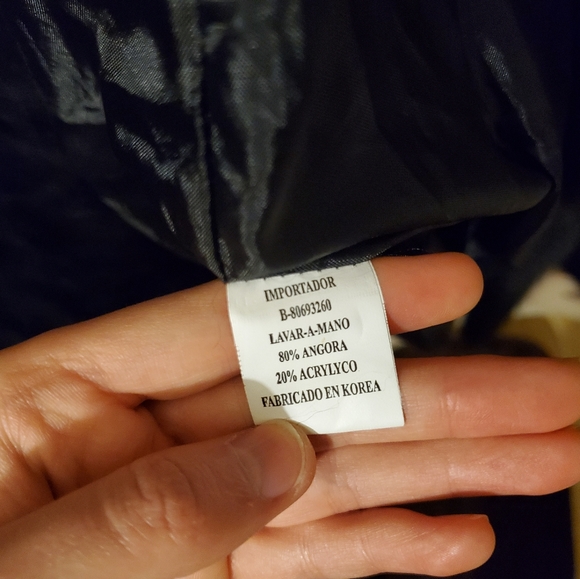 IMPORTADOR
B-80693260
LAVAR-A-MANO
80% ANGORA
20% ACRYLYCO
FABRICADO EN KOREA